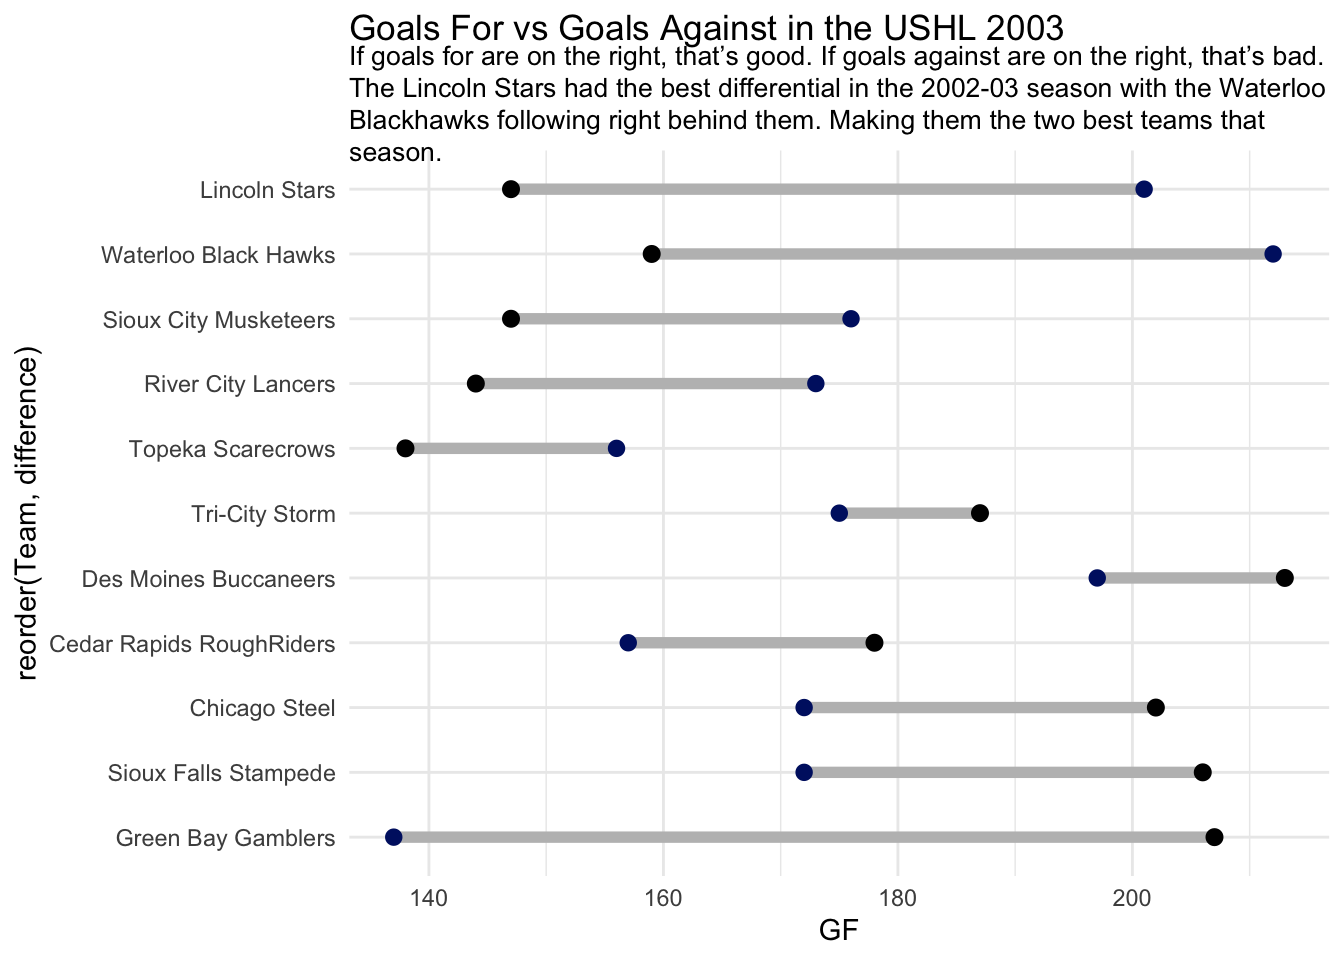 Goals For vs Goals Against in the USHL 2003
If goals for are on the right, that’s good. If goals against are on the right, that’s bad.
The Lincoln Stars had the best differential in the 2002-03 season with the Waterloo
Blackhawks following right behind them. Making them the two best teams that
season.
reorder(Team, difference)
Lincoln Stars
Waterloo Black Hawks
Sioux City Musketeers
River City Lancers
Topeka Scarecrows
Tri-City Storm
Des Moines Buccaneers
Cedar Rapids RoughRiders
Chicago Steel
Sioux Falls Stampede
Green Bay Gamblers
140 160 180 200
GF